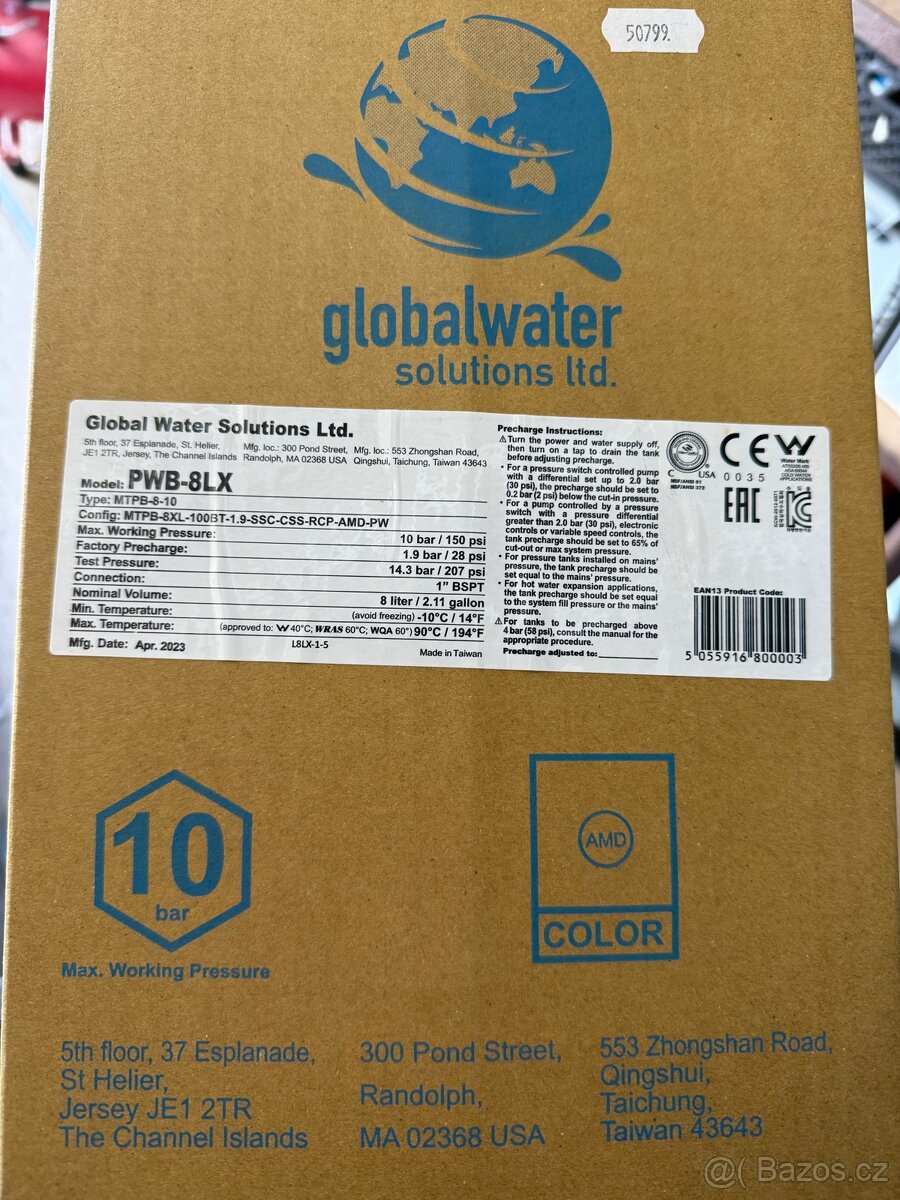 50799.
globalwater
solutions ltd.
Global Water Solutions Ltd.
5th floor, 37 Esplanade, St. Helier,
JE1 2TR, Jersey, The Channel Islands
Mfg. loc.: 300 Pond Street,
Randolph, MA 02368 USA
Mfg. loc.: 553 Zhongshan Road,
Qingshui, Taichung, Taiwan 43643
Model: PWB-8LX
Type: MTPB-8-10
Config: MTPB-8XL-100BT-1.9-SSC-CSS-RCP-AMD-PW
Max. Working Pressure: 10 bar / 150 psi
Factory Precharge: 1.9 bar / 28 psi
Test Pressure: 14.3 bar / 207 psi
Connection: 1" BSPT
Nominal Volume: 8 liter / 2.11 gallon
Min. Temperature: (avoid freezing) -10°C / 14°F
Max. Temperature: (approved to: W 40°C; WRAS 60°C; WQA 60°) 90°C / 194°F
Mfg. Date: Apr. 2023
L8LX-1-5
Made in Taiwan
Precharge Instructions:
⚠Turn the power and water supply off,
then turn on a tap to drain the tank
before adjusting precharge.
• For a pressure switch controlled pump
with a differential set up to 2.0 bar
(30 psi), the precharge should be set to
0.2 bar (2 psi) below the cut-in pressure.
• For a pump controlled by a pressure
switch with a pressure differential
greater than 2.0 bar (30 psi), electronic
controls or variable speed controls, the
tank precharge should be set to 65% of
cut-out or max system pressure.
• For pressure tanks installed on mains'
pressure, the tank precharge should be
set equal to the mains' pressure.
• For hot water expansion applications,
the tank precharge should be set equal
to the system fill pressure or the mains'
pressure.
⚠For tanks to be precharged above
4 bar (58 psi), consult the manual for the
appropriate procedure.
Precharge adjusted to:
C USA
NSF/ANSI 61
NSF/ANSI 372
CE
0035
W
Water Mark
COLD WATER
APPLICATIONS
EAC
EAN13 Product Code:
5 055916 800003
10
bar
Max. Working Pressure
AMD
COLOR
5th floor, 37 Esplanade,
St Helier,
Jersey JE1 2TR
The Channel Islands
300 Pond Street,
Randolph,
MA 02368 USA
553 Zhongshan Road,
Qingshui,
Taichung,
Taiwan 43643
@( Bazos.cz